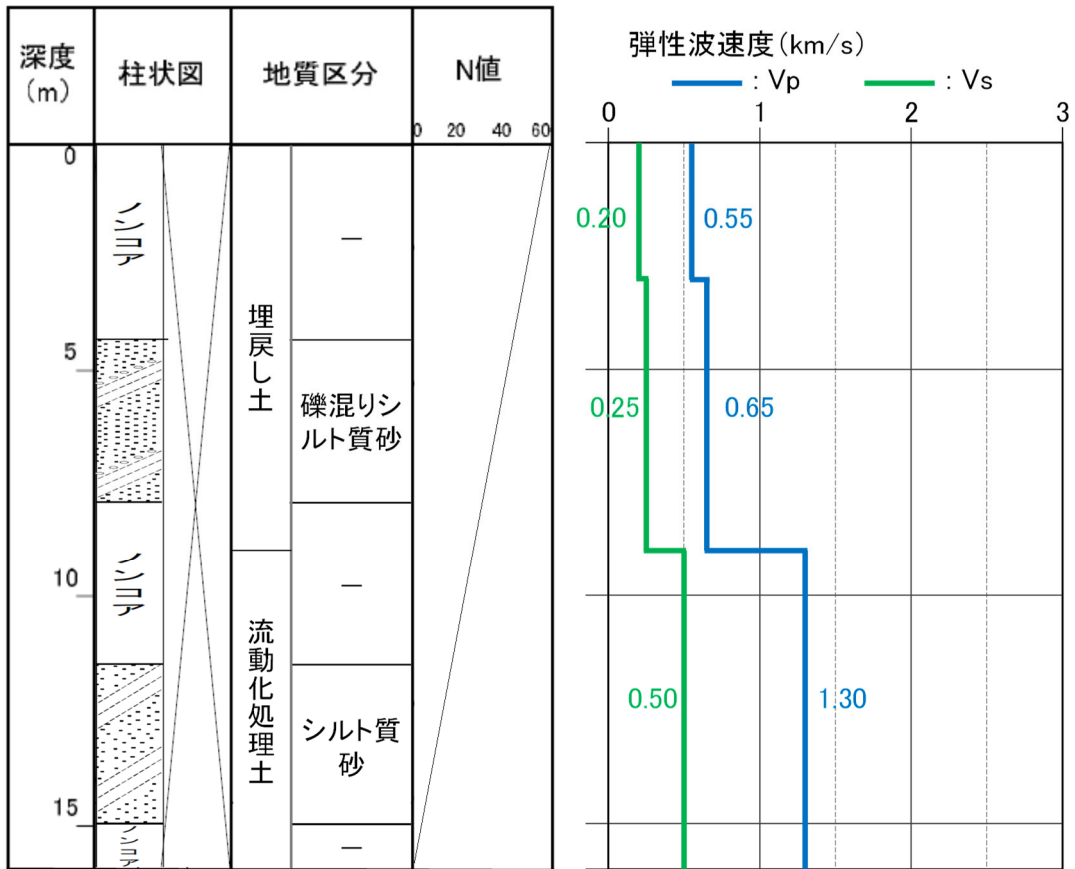 深度
(m)
柱状図
地質区分
N値
0 20 40 60
0
5
10
15
ノンコア
ノンコア
ノンコア
埋戻し土
流動化処理土
—
礫混りシ
ルト質砂
—
シルト質
砂
—
弾性波速度(km/s)
: Vp : Vs
0 1 2 3
0.20 0.55
0.25 0.65
0.50 1.30